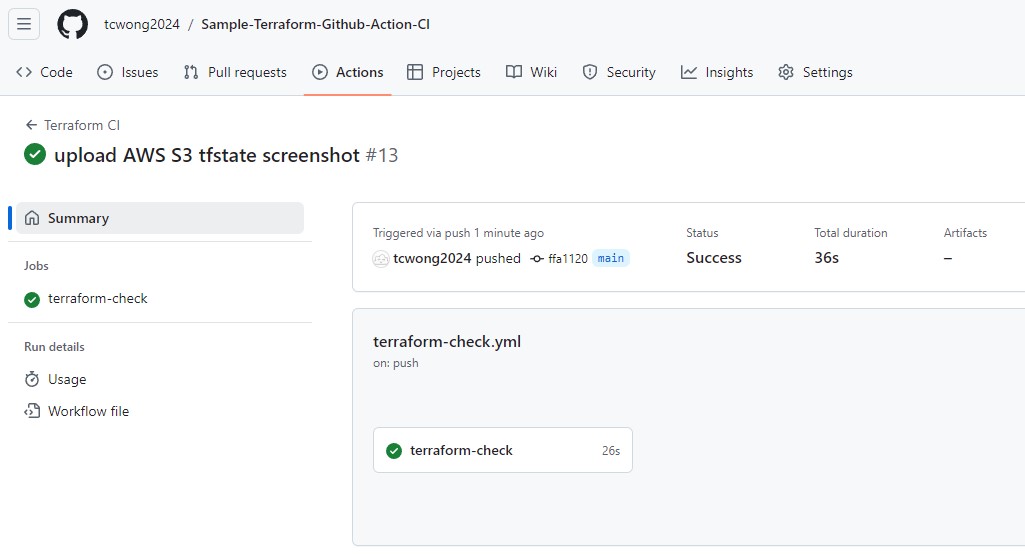 tcwong2024 / Sample-Terraform-Github-Action-CI
Code Issues Pull requests Actions Projects Wiki Security Insights Settings
← Terraform CI
upload AWS S3 tfstate screenshot #13
Summary
Jobs
terraform-check
Run details
Usage
Workflow file
Triggered via push 1 minute ago
tcwong2024 pushed ffa1120 main
Status
Success
Total duration
36s
Artifacts
–
terraform-check.yml
on: push
terraform-check 26s